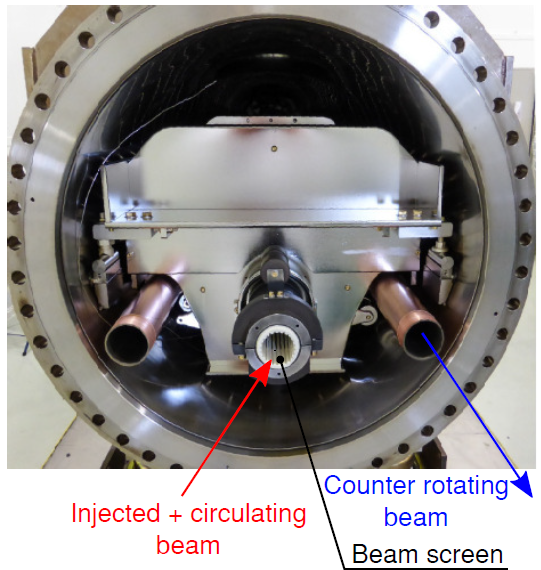 Injected + circulating
beam
Counter rotating
beam
Beam screen